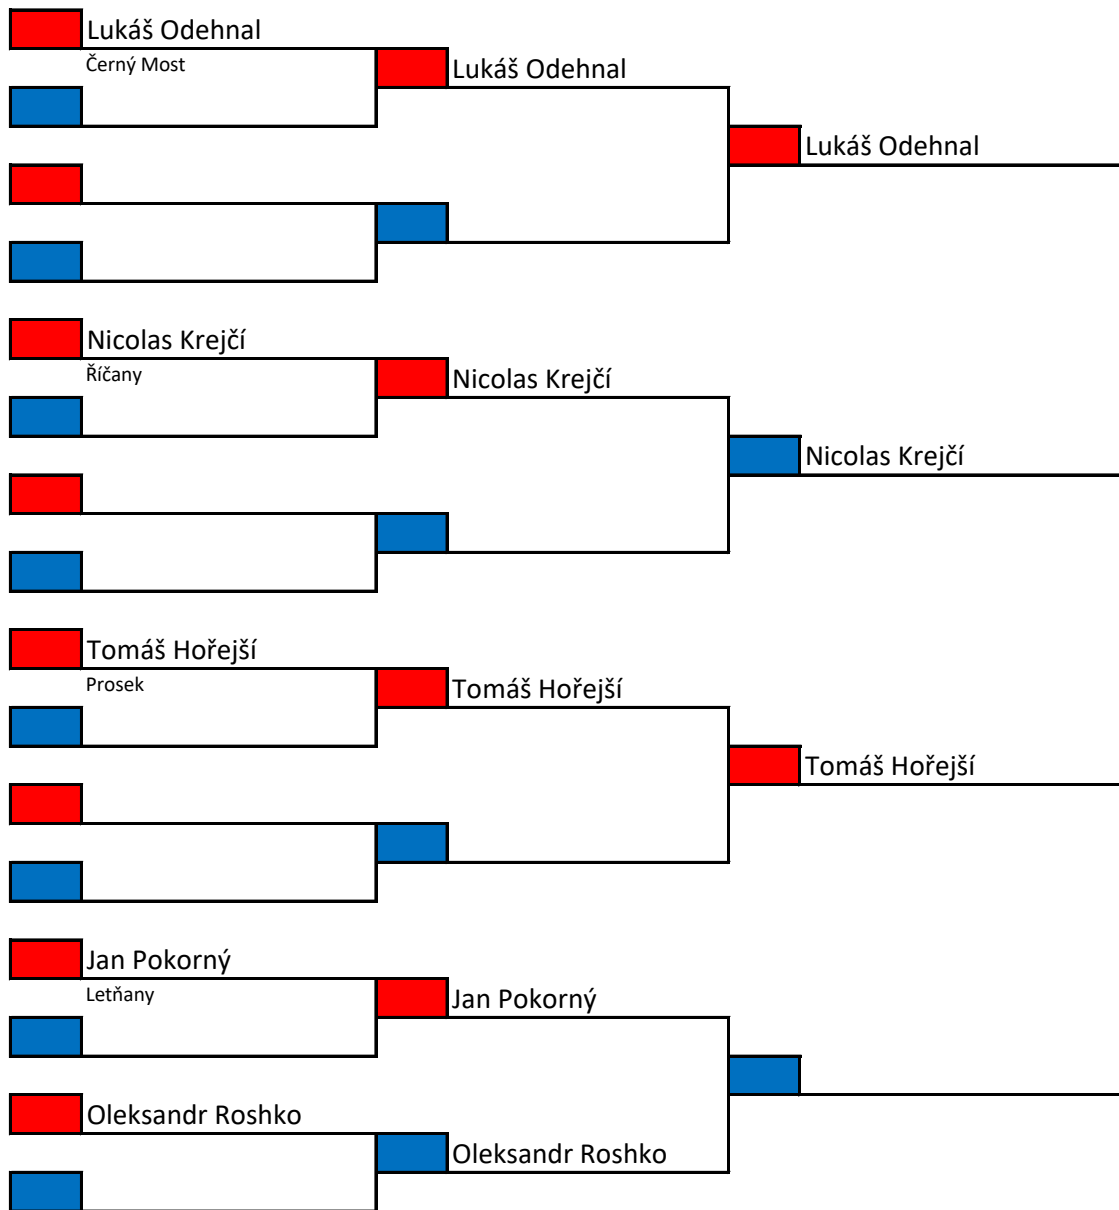 Lukáš Odehnal
Černý Most
Lukáš Odehnal
Lukáš Odehnal
Nicolas Krejčí
Říčany
Nicolas Krejčí
Nicolas Krejčí
Tomáš Hořejší
Prosek
Tomáš Hořejší
Tomáš Hořejší
Jan Pokorný
Letňany
Jan Pokorný
Oleksandr Roshko
Oleksandr Roshko